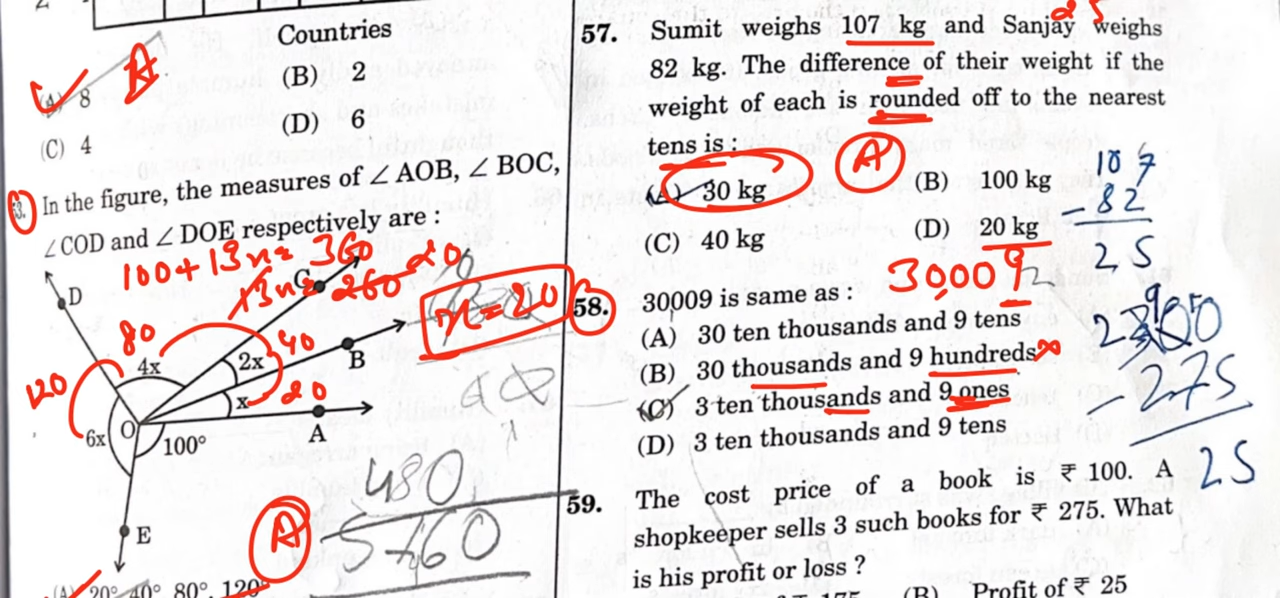 Countries
(A) 8
A
(B) 2
(C) 4
(D) 6
In the figure, the measures of ∠ AOB, ∠ BOC,
∠COD and ∠ DOE respectively are :
100+13x= 360
13x= 260
20
x=20
D
C
B
A
E
O
4x
2x
x
6x
100°
80
40
20
120
480
5760
A
(A) 20° 40° 80° 120°
57. Sumit weighs 107 kg and Sanjay weighs
82 kg. The difference of their weight if the
weight of each is rounded off to the nearest
tens is :
A
(A) 30 kg
(B) 100 kg
(C) 40 kg
(D) 20 kg
107
- 82
25
30009
58. 30009 is same as :
(A) 30 ten thousands and 9 tens
(B) 30 thousands and 9 hundreds
(C) 3 ten thousands and 9 ones
(D) 3 ten thousands and 9 tens
- 275
25
59. The cost price of a book is ₹ 100. A
shopkeeper sells 3 such books for ₹ 275. What
is his profit or loss ?
(B) Profit of ₹ 25